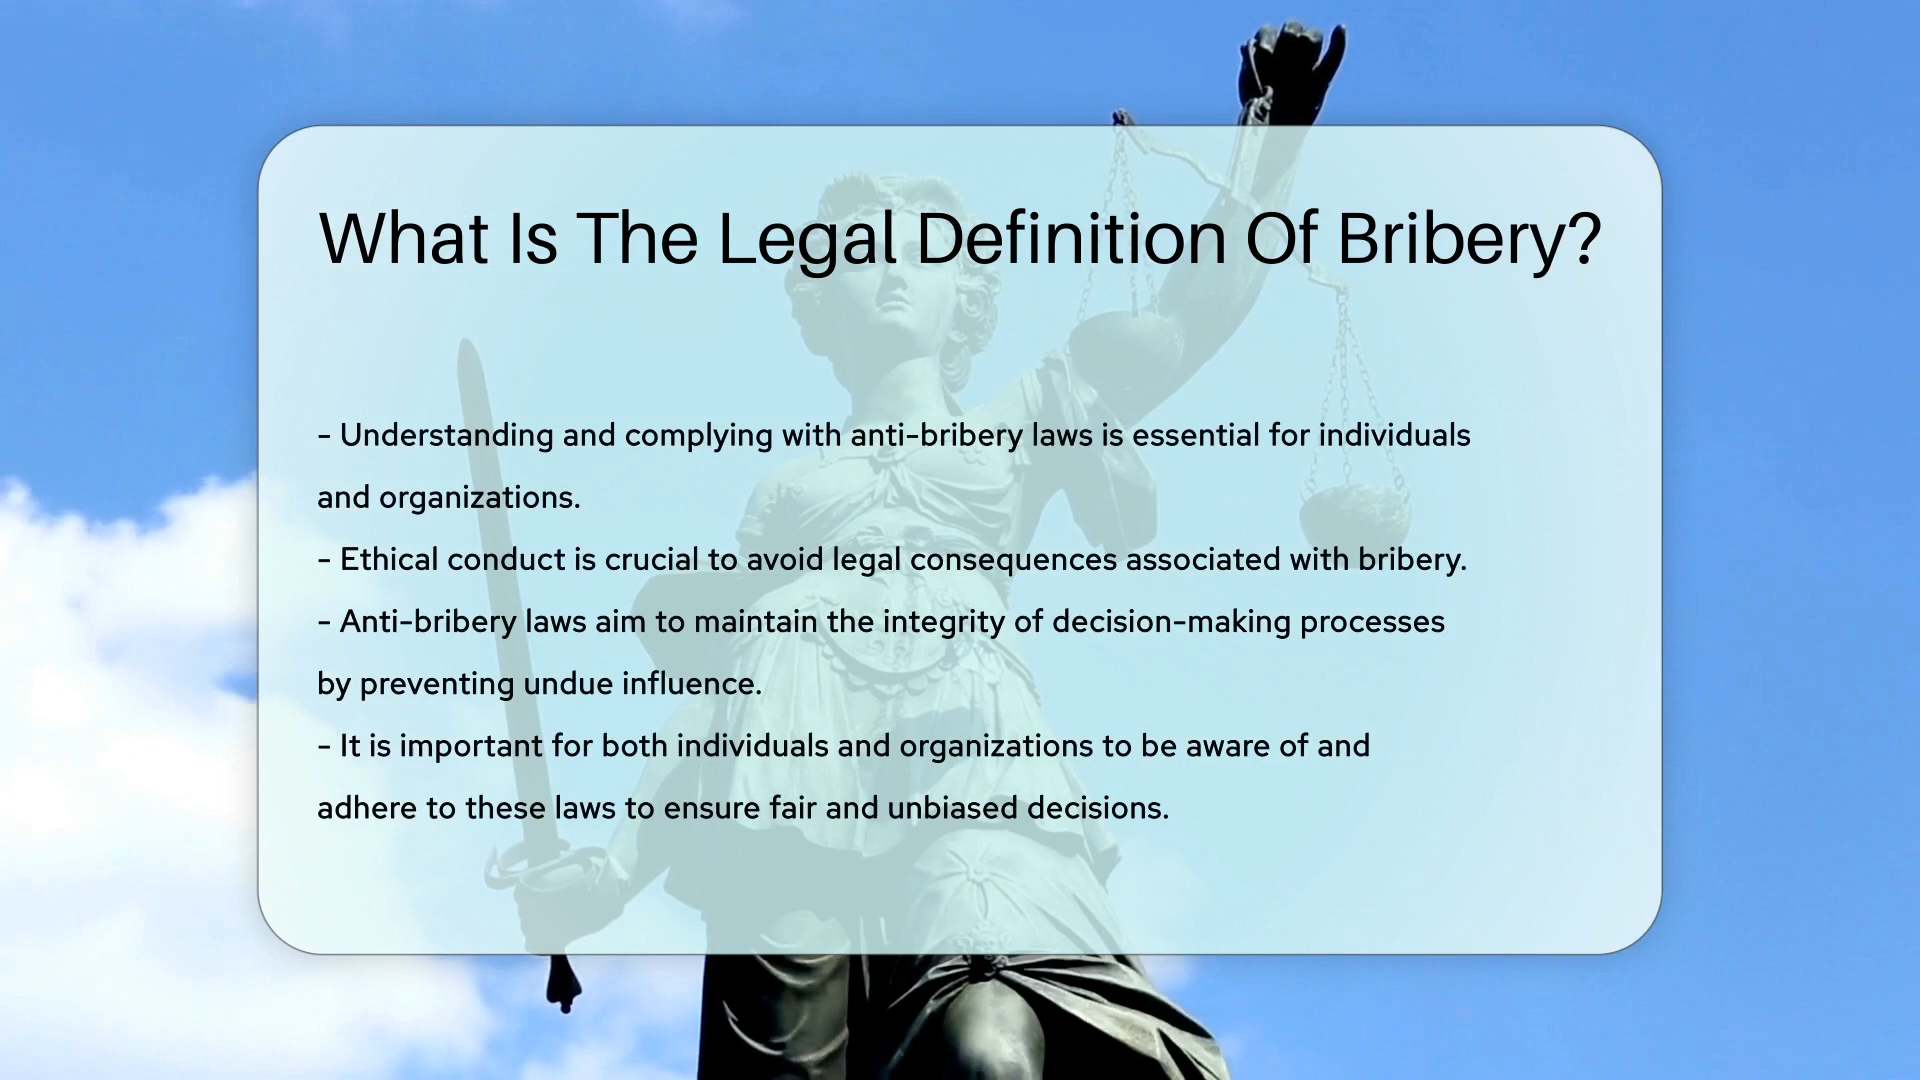 What Is The Legal Definition Of Bribery?
- Understanding and complying with anti-bribery laws is essential for individuals
and organizations.
- Ethical conduct is crucial to avoid legal consequences associated with bribery.
- Anti-bribery laws aim to maintain the integrity of decision-making processes
by preventing undue influence.
- It is important for both individuals and organizations to be aware of and
adhere to these laws to ensure fair and unbiased decisions.